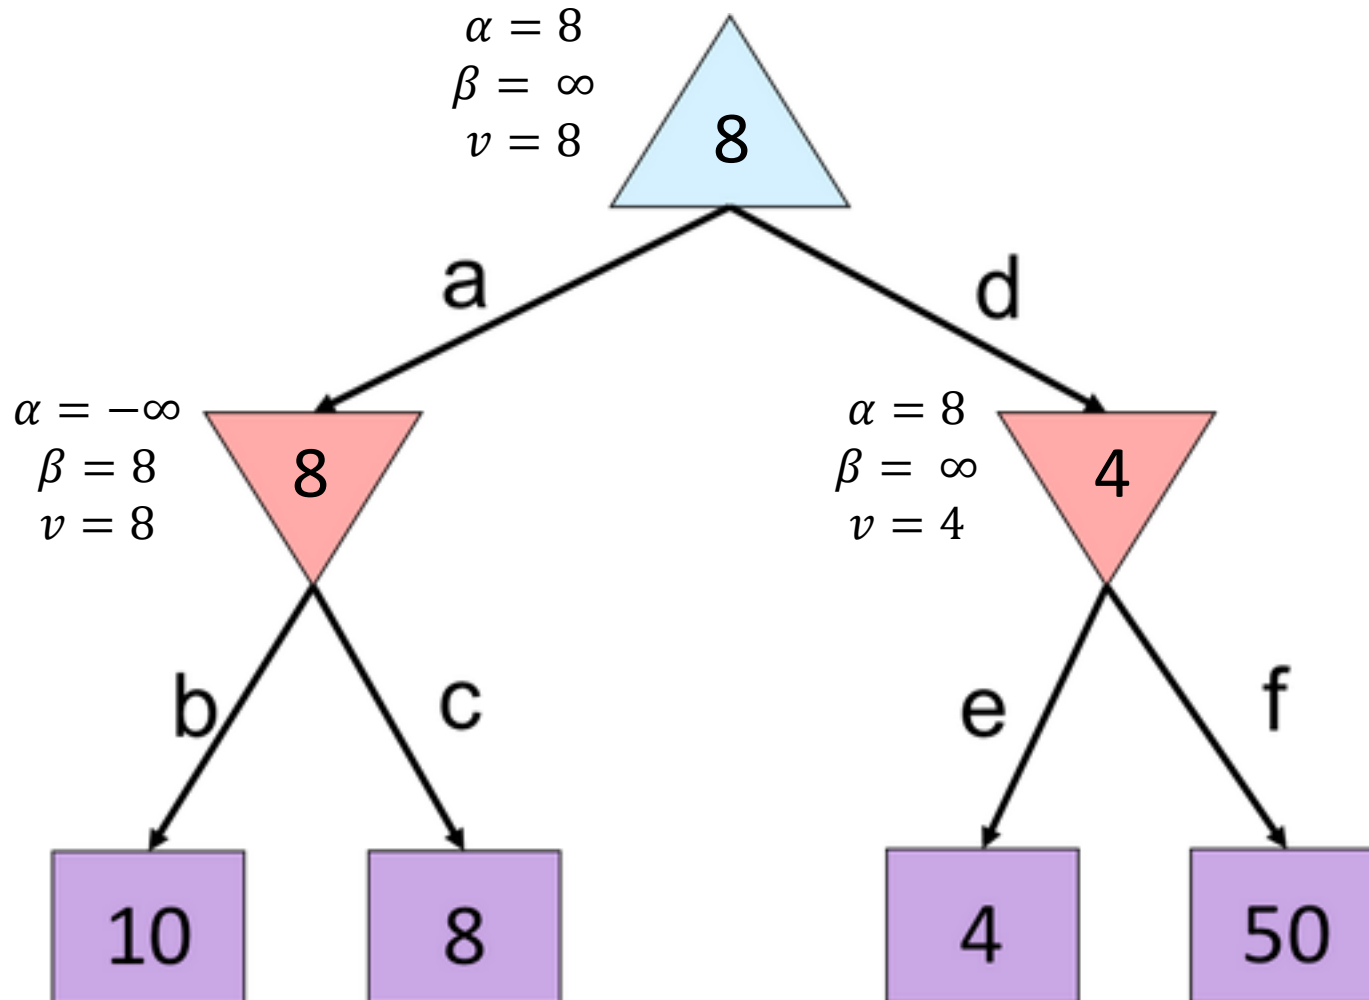 α = 8
β = ∞
v = 8
8
a
d
α = −∞
β = 8
v = 8
8
α = 8
β = ∞
v = 4
4
b
c
e
f
10
8
4
50